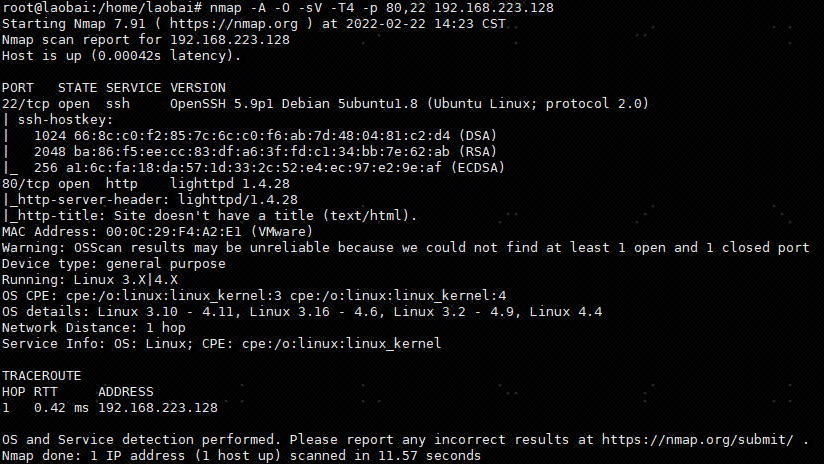 root@laobai:/home/laobai# nmap -A -O -sV -T4 -p 80,22 192.168.223.128
Starting Nmap 7.91 ( https://nmap.org ) at 2022-02-22 14:23 CST
Nmap scan report for 192.168.223.128
Host is up (0.00042s latency).
PORT   STATE SERVICE VERSION
22/tcp open  ssh     OpenSSH 5.9p1 Debian 5ubuntu1.8 (Ubuntu Linux; protocol 2.0)
| ssh-hostkey:
|   1024 66:8c:c0:f2:85:7c:6c:c0:f6:ab:7d:48:04:81:c2:d4 (DSA)
|   2048 ba:86:f5:ee:cc:83:df:a6:3f:fd:c1:34:bb:7e:62:ab (RSA)
|_  256 a1:6c:fa:18:da:57:1d:33:2c:52:e4:ec:97:e2:9e:af (ECDSA)
80/tcp open  http    lighttpd 1.4.28
|_http-server-header: lighttpd/1.4.28
|_http-title: Site doesn't have a title (text/html).
MAC Address: 00:0C:29:F4:A2:E1 (VMware)
Warning: OSScan results may be unreliable because we could not find at least 1 open and 1 closed port
Device type: general purpose
Running: Linux 3.X|4.X
OS CPE: cpe:/o:linux:linux_kernel:3 cpe:/o:linux:linux_kernel:4
OS details: Linux 3.10 - 4.11, Linux 3.16 - 4.6, Linux 3.2 - 4.9, Linux 4.4
Network Distance: 1 hop
Service Info: OS: Linux; CPE: cpe:/o:linux:linux_kernel
TRACEROUTE
HOP RTT     ADDRESS
1   0.42 ms 192.168.223.128
OS and Service detection performed. Please report any incorrect results at https://nmap.org/submit/ .
Nmap done: 1 IP address (1 host up) scanned in 11.57 seconds